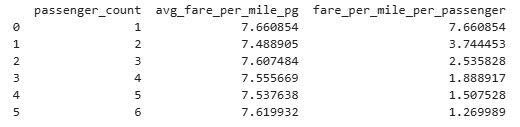 passenger_count avg_fare_per_mile_pg fare_per_mile_per_passenger
0 1 7.660854 7.660854
1 2 7.488905 3.744453
2 3 7.607484 2.535828
3 4 7.555669 1.888917
4 5 7.537638 1.507528
5 6 7.619932 1.269989